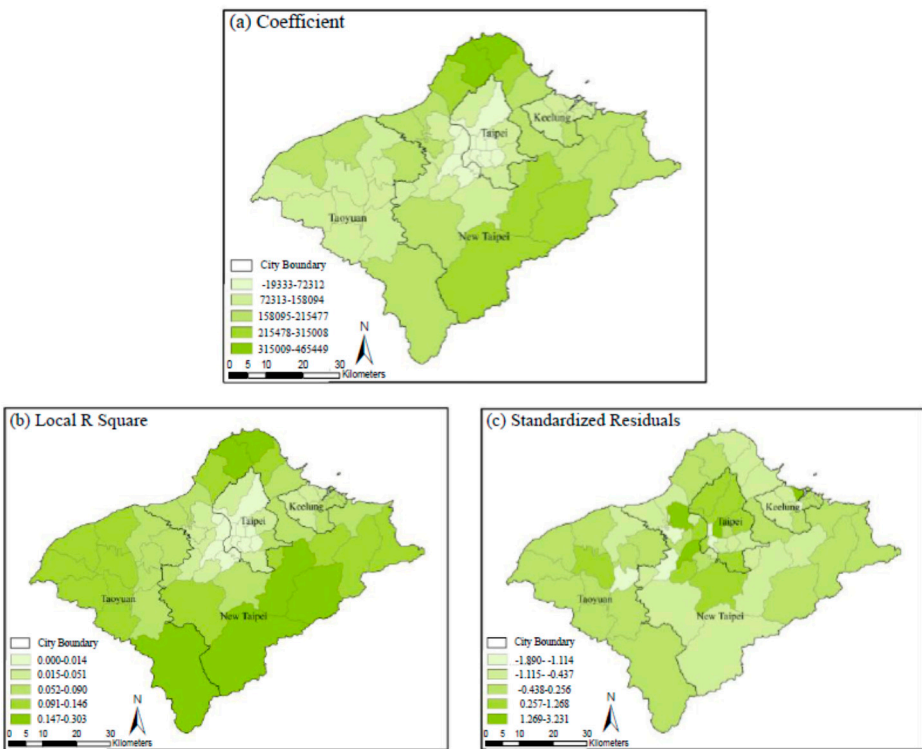 (a) Coefficient
Taipei
Keelung
Taoyuan
New Taipei
City Boundary
-19333-72312
72313-158094
158095-215477
215478-315008
315009-465449
N
0 5 10 20 30
Kilometers
(b) Local R Square
Taipei
Keelung
Taoyuan
New Taipei
City Boundary
0.000-0.014
0.015-0.051
0.052-0.090
0.091-0.146
0.147-0.303
N
0 5 10 20 30
Kilometers
(c) Standardized Residuals
Taipei
Keelung
Taoyuan
New Taipei
City Boundary
-1.890- -1.114
-1.115- -0.437
-0.438-0.256
0.257-1.268
1.269-3.231
N
0 5 10 20 30
Kilometers